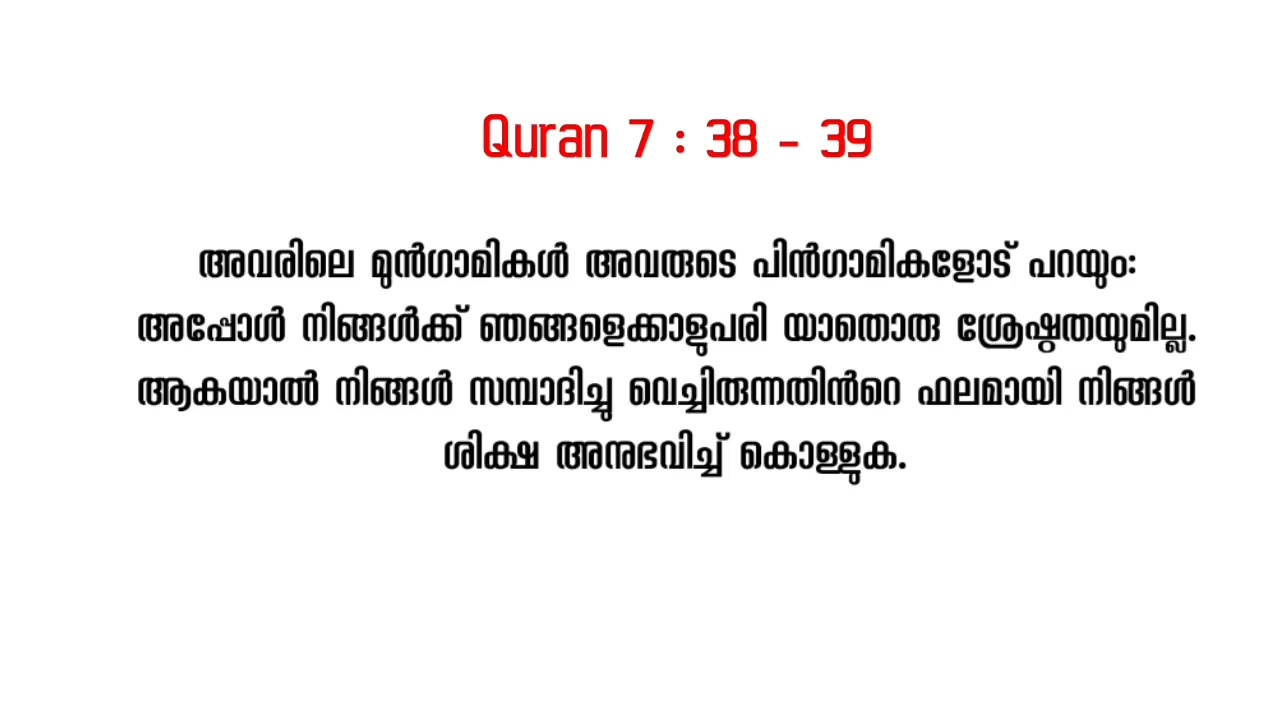 Quran 7 : 38 - 39
അവരിലെ മുൻഗാമികൾ അവരുടെ പിൻഗാമികളോട് പറയും:
അപ്പോൾ നിങ്ങൾക്ക് ഞങ്ങളെക്കാളുപരി യാതൊരു ശ്രേഷ്ഠതയുമില്ല.
ആകയാൽ നിങ്ങൾ സമ്പാദിച്ചു വെച്ചിരുന്നതിൻറെ ഫലമായി നിങ്ങൾ
ശിക്ഷ അനുഭവിച്ച് കൊള്ളുക.